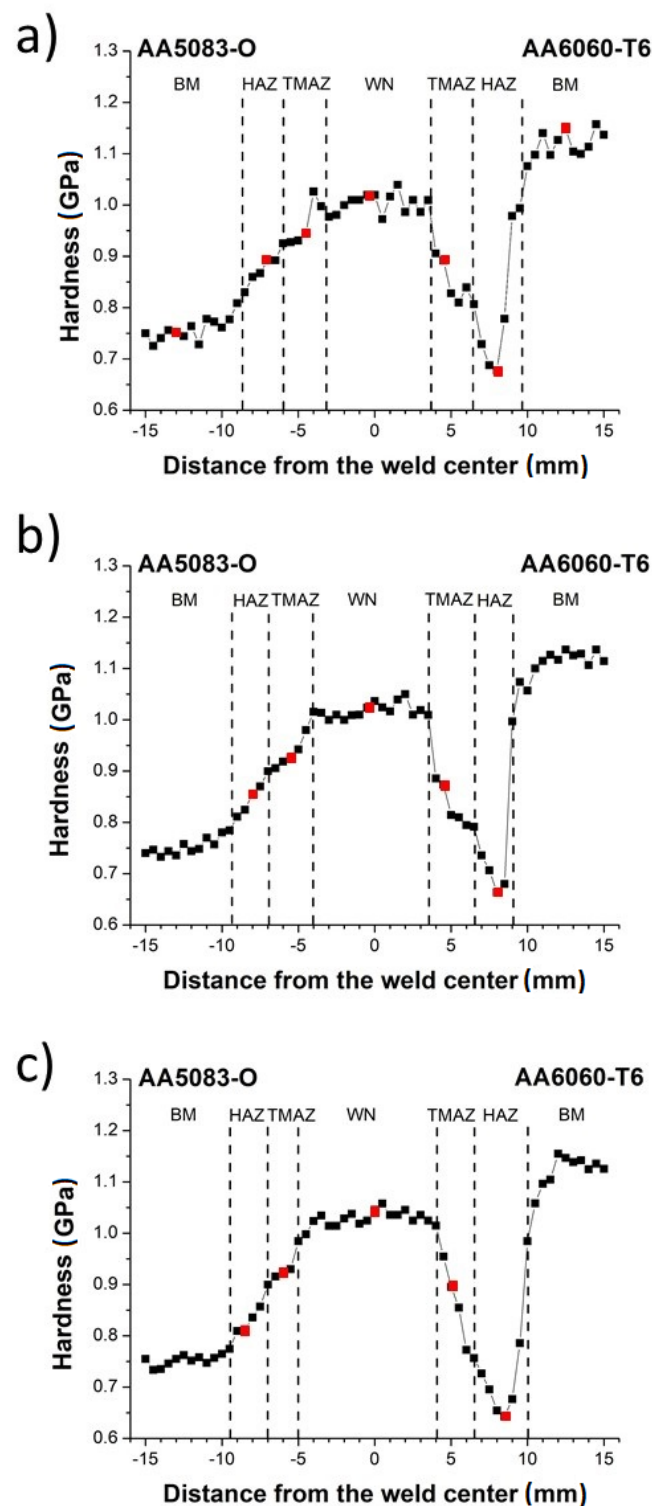 a)
AA5083-O AA6060-T6
1.3
BM HAZ TMAZ WN TMAZ HAZ BM
1.2
1.1
1.0
0.9
0.8
0.7
0.6
Hardness (GPa)
-15 -10 -5 0 5 10 15
Distance from the weld center (mm)
b)
AA5083-O AA6060-T6
1.3
BM HAZ TMAZ WN TMAZ HAZ BM
1.2
1.1
1.0
0.9
0.8
0.7
0.6
Hardness (GPa)
-15 -10 -5 0 5 10 15
Distance from the weld center (mm)
c)
AA5083-O AA6060-T6
1.3
BM HAZ TMAZ WN TMAZ HAZ BM
1.2
1.1
1.0
0.9
0.8
0.7
0.6
Hardness (GPa)
-15 -10 -5 0 5 10 15
Distance from the weld center (mm)